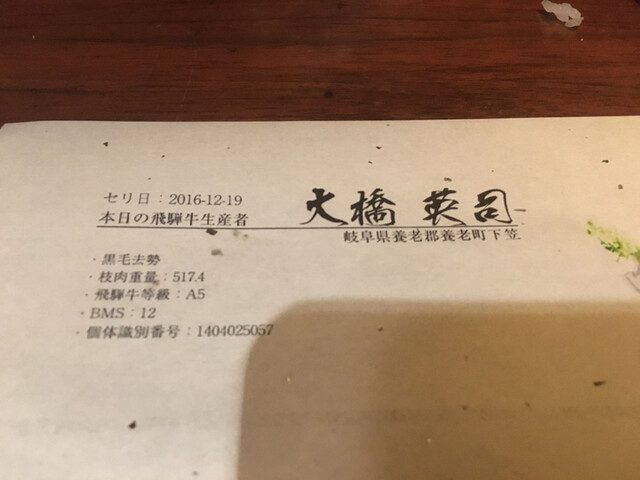 セリ日：2016-12-19
本日の飛騨牛生産者 大橋 英司
岐阜県養老郡養老町下笠
・黒毛去勢
・枝肉重量：517.4
・飛騨牛等級：A5
・BMS：12
・個体識別番号：1404025057